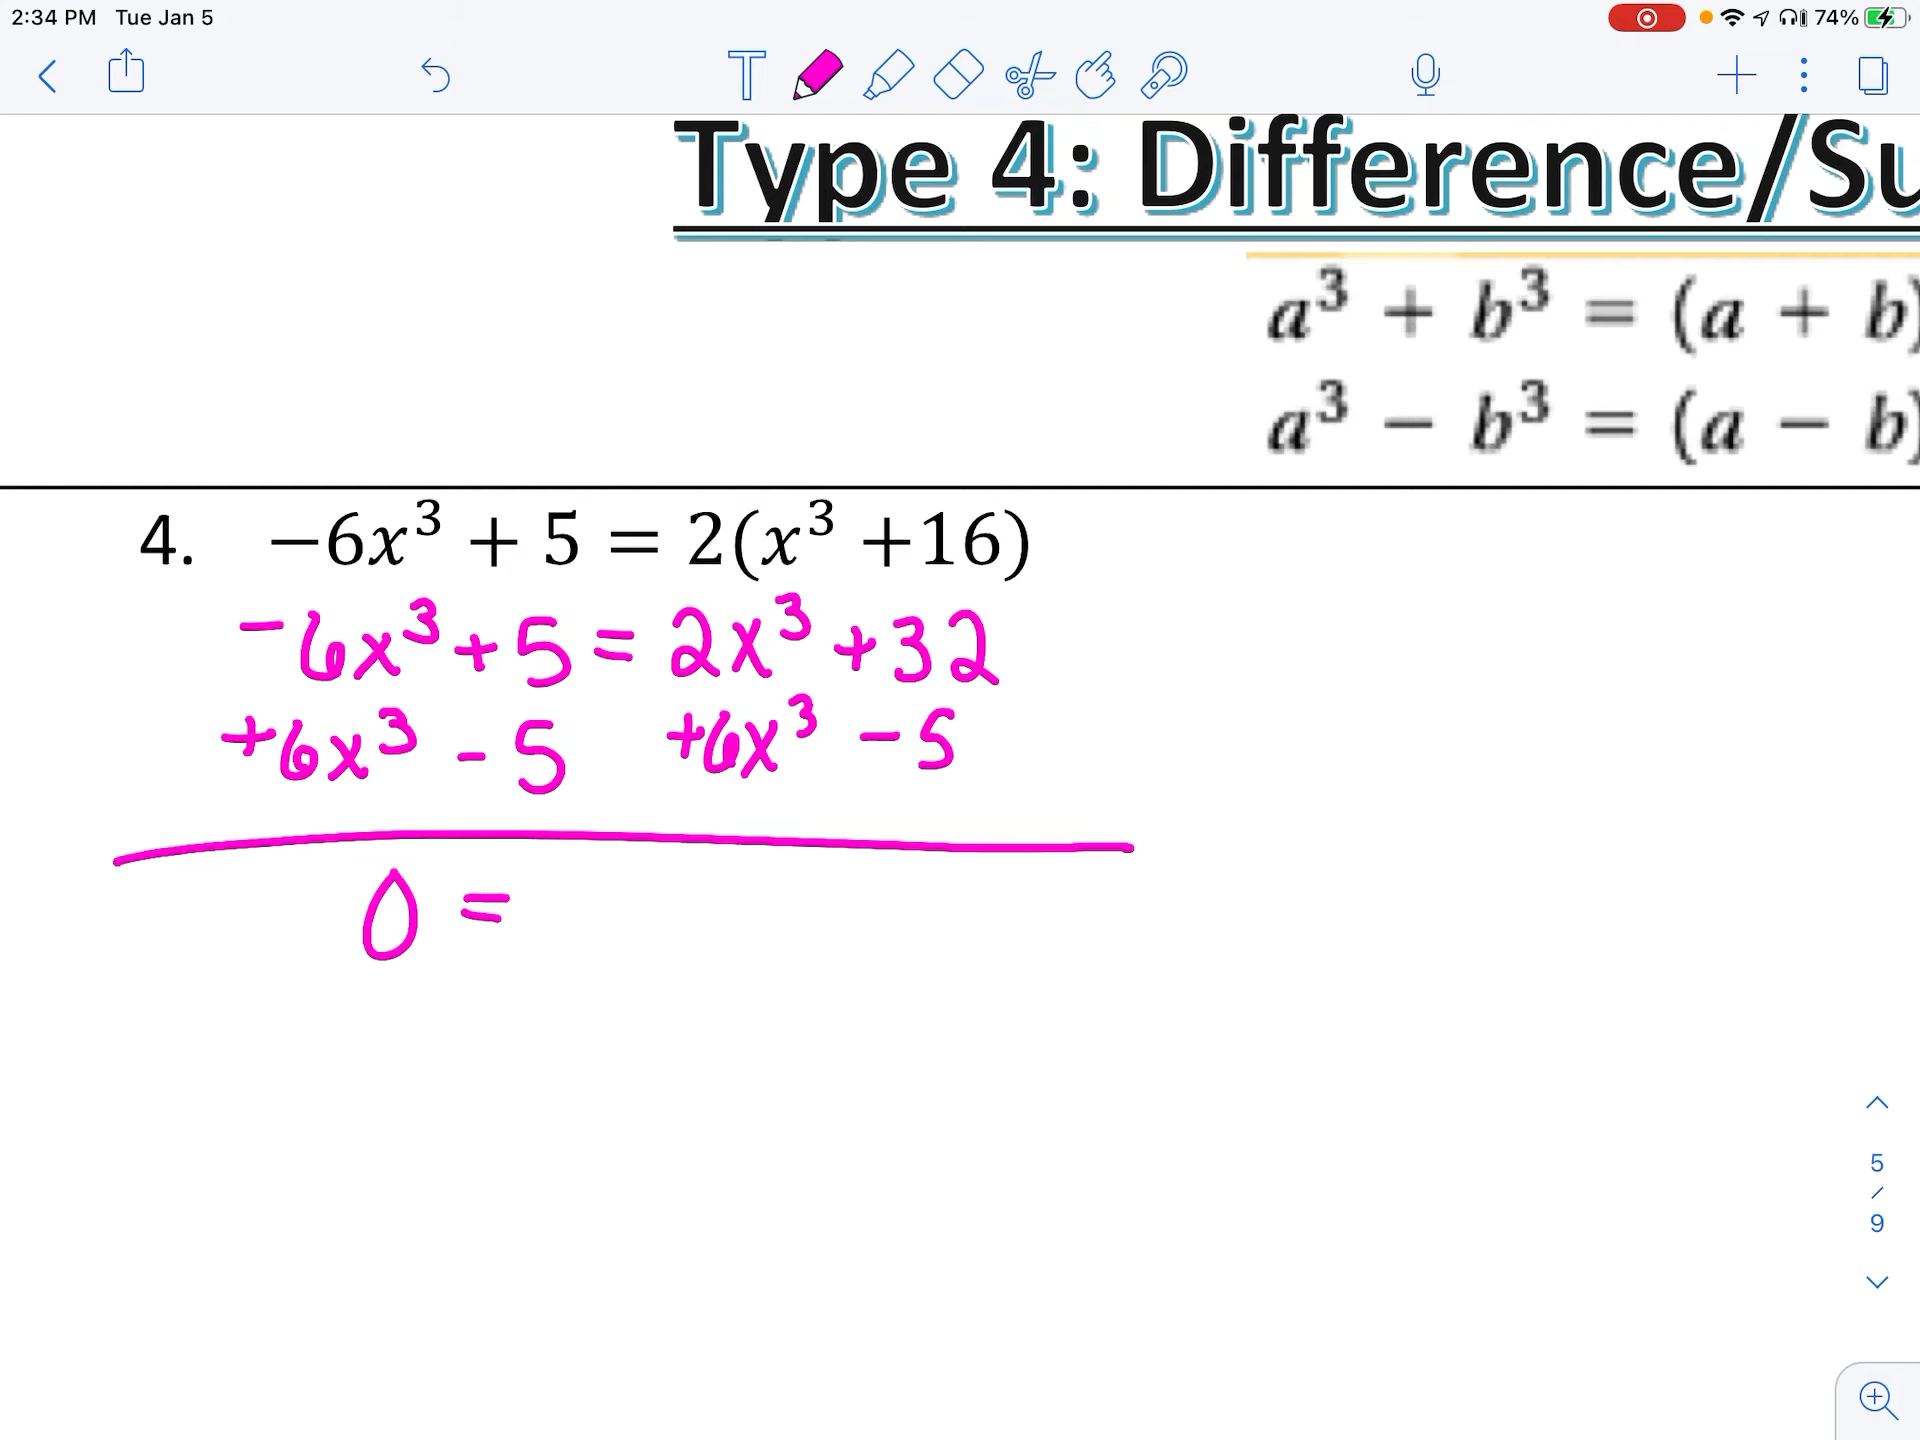 2:34 PM Tue Jan 5
74%
Type 4: Difference/Su
a³ + b³ = (a + b)
a³ − b³ = (a − b)
4. −6x³ + 5 = 2(x³ +16)
-6x³+5=2x³+32
+6x³-5 +6x³-5
0 =
5
/
9